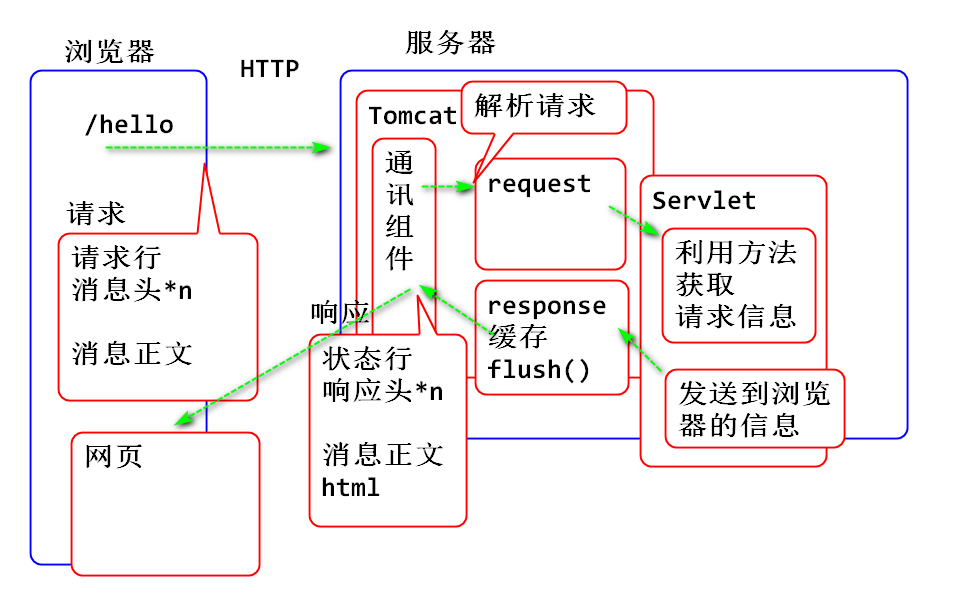 浏览器
HTTP
服务器
/hello
请求
请求行
消息头*n
消息正文
网页
Tomcat
解析请求
通
讯
组
件
request
response
缓存
flush()
响应
状态行
响应头*n
消息正文
html
Servlet
利用方法
获取
请求信息
发送到浏览
器的信息